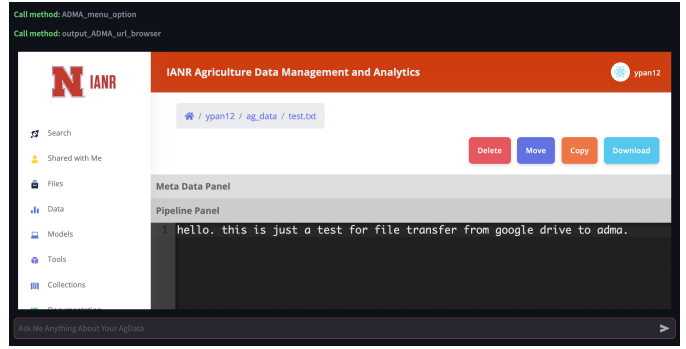 Call method: ADMA_menu_option
Call method: output_ADMA_url_browser
N IANR
IANR Agriculture Data Management and Analytics
ypan12
/ ypan12 / ag_data / test.txt
Search
Shared with Me
Files
Data
Models
Tools
Collections
Documentation
Delete
Move
Copy
Download
Meta Data Panel
Pipeline Panel
1 hello. this is just a test for file transfer from google drive to adma.
Ask Me Anything About Your AgData